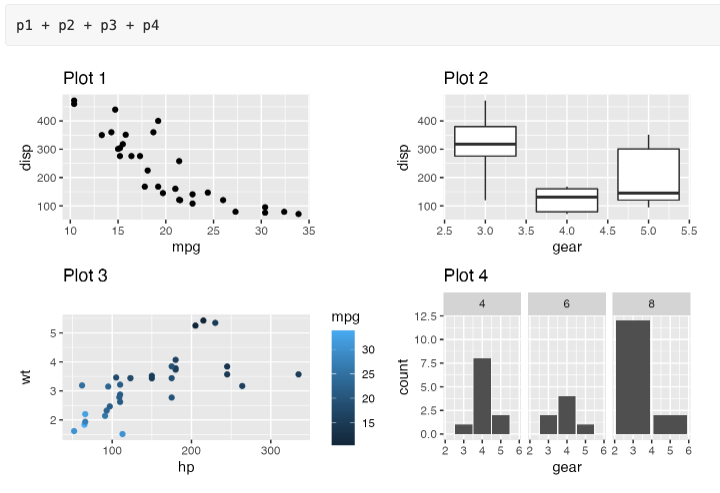 p1 + p2 + p3 + p4
Plot 1
disp
400
300
200
100
10 15 20 25 30 35
mpg
Plot 2
disp
400
300
200
100
2.5 3.0 3.5 4.0 4.5 5.0 5.5
gear
Plot 3
wt
5
4
3
2
100 200 300
hp
mpg
30
25
20
15
Plot 4
4 6 8
count
12.5
10.0
7.5
5.0
2.5
0.0
2 3 4 5 6 2 3 4 5 6 2 3 4 5 6
gear